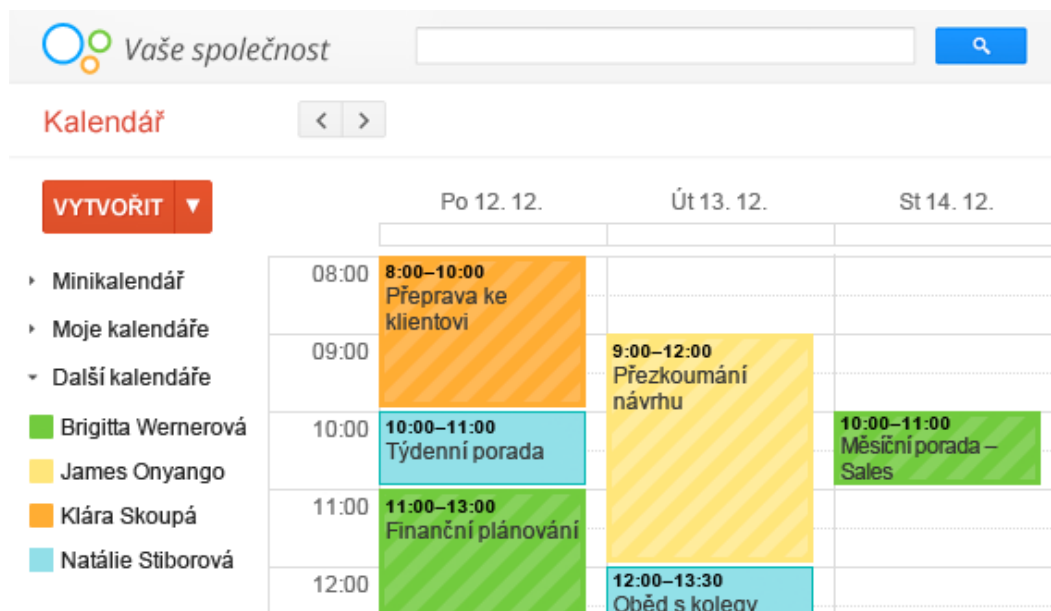 Vaše společnost
Kalendář
VYTVOŘIT
Po 12. 12.
Út 13. 12.
St 14. 12.
Minikalendář
Moje kalendáře
Další kalendáře
Brigitta Wernerová
James Onyango
Klára Skoupá
Natálie Stiborová
08:00
09:00
10:00
11:00
12:00
8:00–10:00
Přeprava ke
klientovi
10:00–11:00
Týdenní porada
11:00–13:00
Finanční plánování
9:00–12:00
Přezkoumání
návrhu
12:00–13:30
Oběd s kolegy
10:00–11:00
Měsíční porada –
Sales